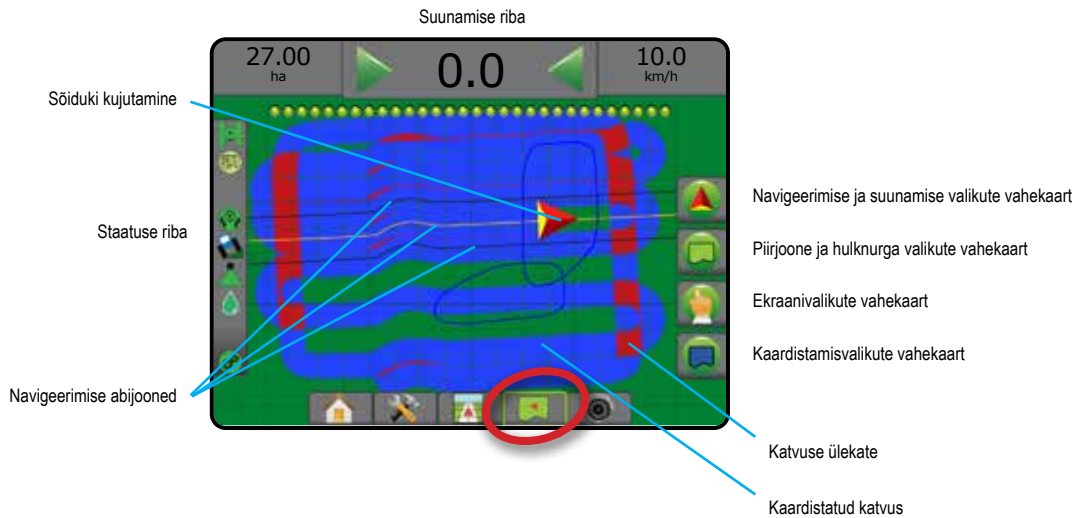 Suunamise riba
27.00
ha
0.0
10.0
km/h
Sõiduki kujutamine
Staatuse riba
Navigeerimise abijooned
Navigeerimise ja suunamise valikute vahekaart
Piirjoone ja hulknurga valikute vahekaart
Ekraanivalikute vahekaart
Kaardistamisvalikute vahekaart
Katvuse ülekate
Kaardistatud katvus